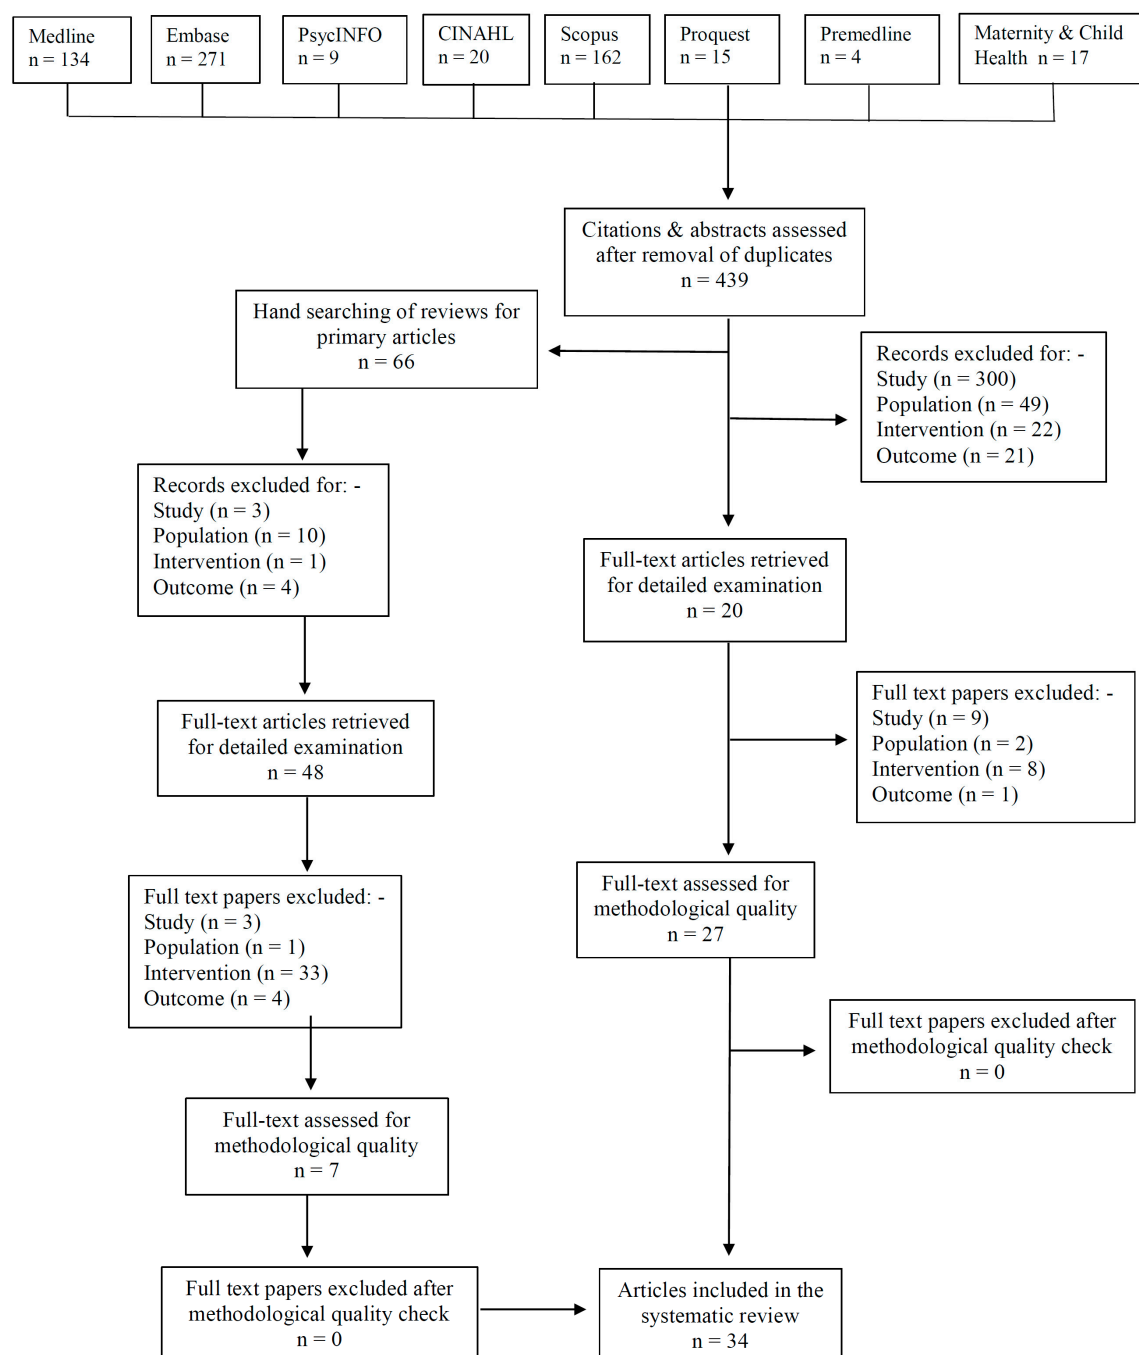 Medline
n = 134
Embase
n = 271
PsycINFO
n = 9
CINAHL
n = 20
Scopus
n = 162
Proquest
n = 15
Premedline
n = 4
Maternity & Child
Health n = 17
Citations & abstracts assessed
after removal of duplicates
n = 439
Hand searching of reviews for
primary articles
n = 66
Records excluded for: -
Study (n = 300)
Population (n = 49)
Intervention (n = 22)
Outcome (n = 21)
Records excluded for: -
Study (n = 3)
Population (n = 10)
Intervention (n = 1)
Outcome (n = 4)
Full-text articles retrieved
for detailed examination
n = 20
Full-text articles retrieved
for detailed examination
n = 48
Full text papers excluded: -
Study (n = 9)
Population (n = 2)
Intervention (n = 8)
Outcome (n = 1)
Full text papers excluded: -
Study (n = 3)
Population (n = 1)
Intervention (n = 33)
Outcome (n = 4)
Full-text assessed for
methodological quality
n = 27
Full text papers excluded after
methodological quality check
n = 0
Full-text assessed for
methodological quality
n = 7
Full text papers excluded after
methodological quality check
n = 0
Articles included in the
systematic review
n = 34